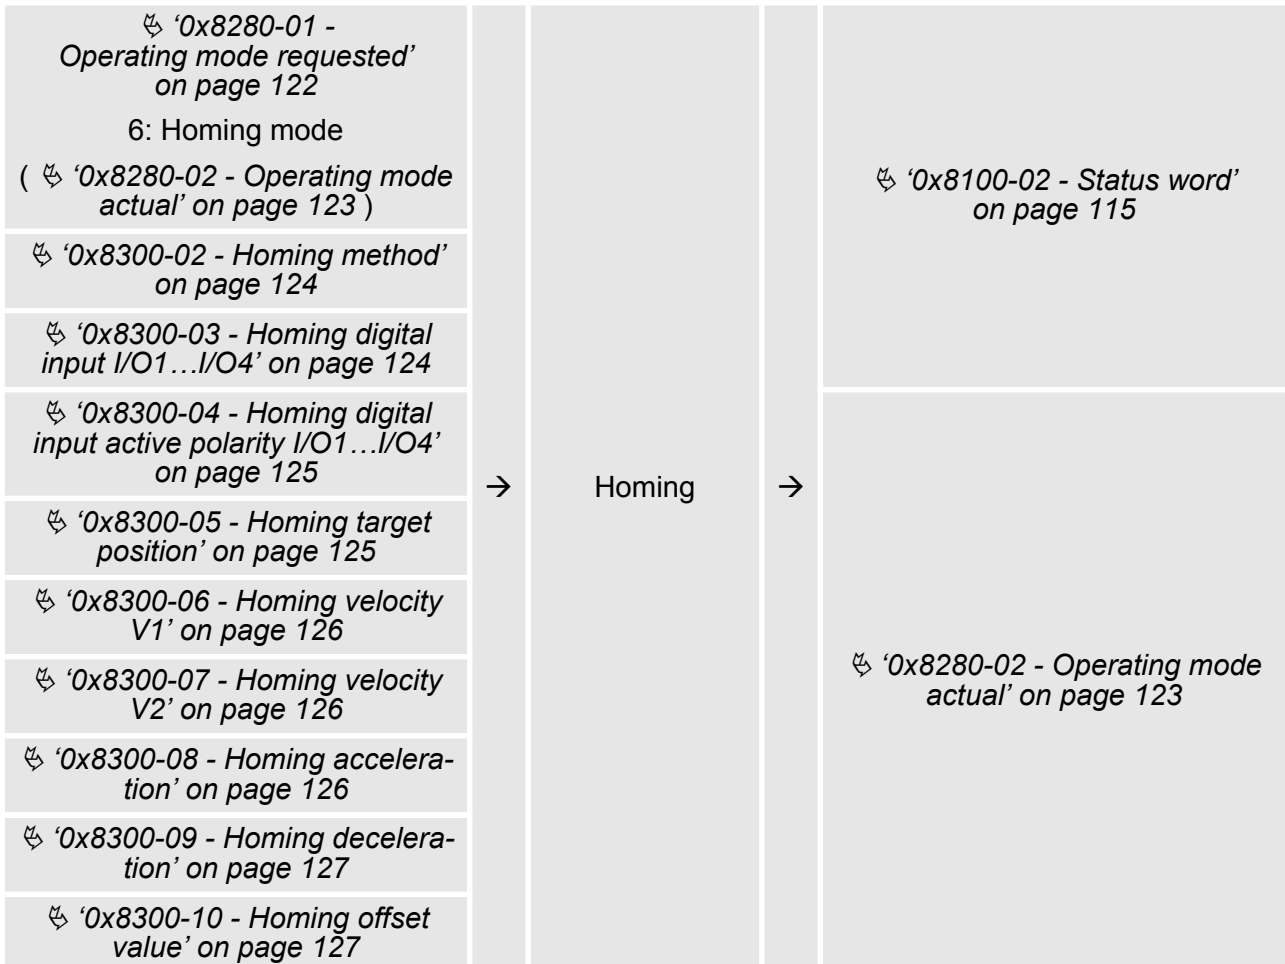 ↳ ‘0x8280-01 -
Operating mode requested’
on page 122
6: Homing mode
( ↳ ‘0x8280-02 - Operating mode
actual’ on page 123 )
↳ ‘0x8300-02 - Homing method’
on page 124
↳ ‘0x8300-03 - Homing digital
input I/O1…I/O4’ on page 124
↳ ‘0x8300-04 - Homing digital
input active polarity I/O1…I/O4’
on page 125
↳ ‘0x8300-05 - Homing target
position’ on page 125
↳ ‘0x8300-06 - Homing velocity
V1’ on page 126
↳ ‘0x8300-07 - Homing velocity
V2’ on page 126
↳ ‘0x8300-08 - Homing accelera-
tion’ on page 126
↳ ‘0x8300-09 - Homing decelera-
tion’ on page 127
↳ ‘0x8300-10 - Homing offset
value’ on page 127
→
Homing
→
↳ ‘0x8100-02 - Status word’
on page 115
↳ ‘0x8280-02 - Operating mode
actual’ on page 123